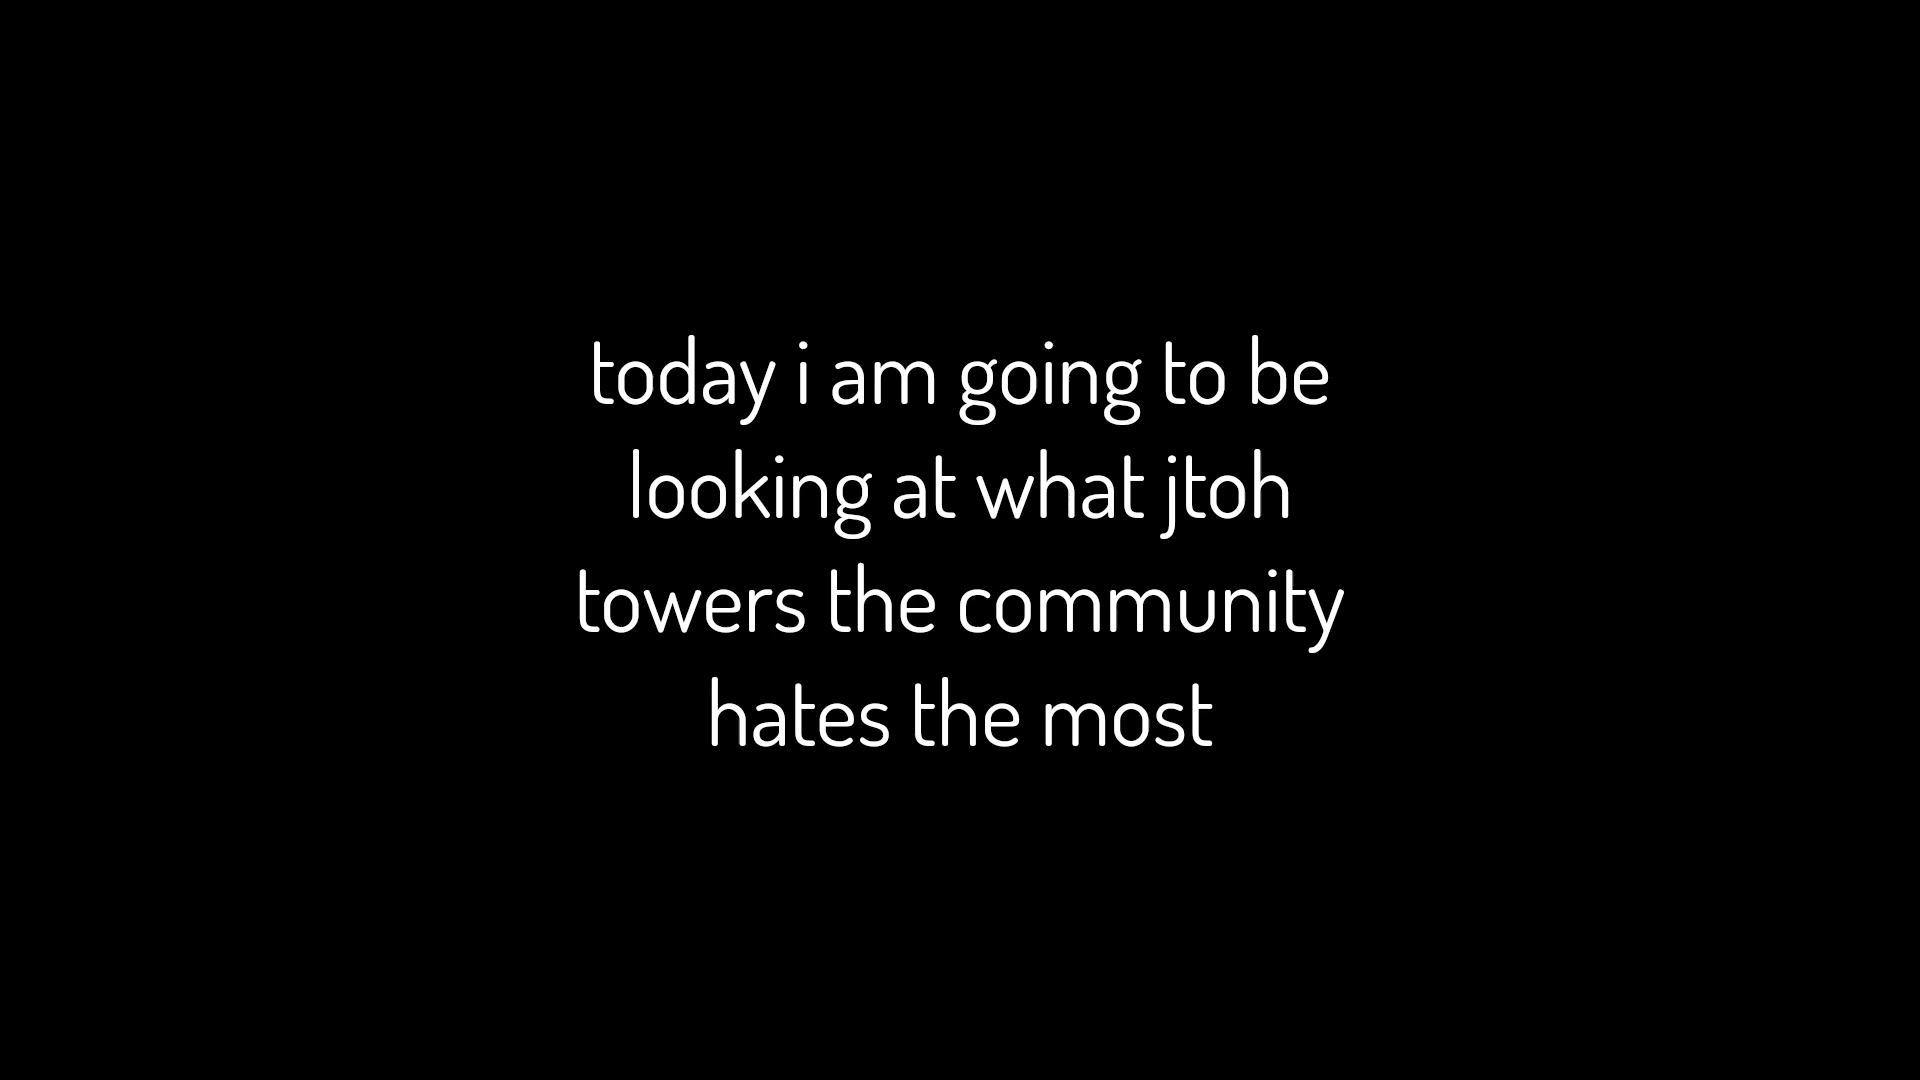 today i am going to be
looking at what jtoh
towers the community
hates the most